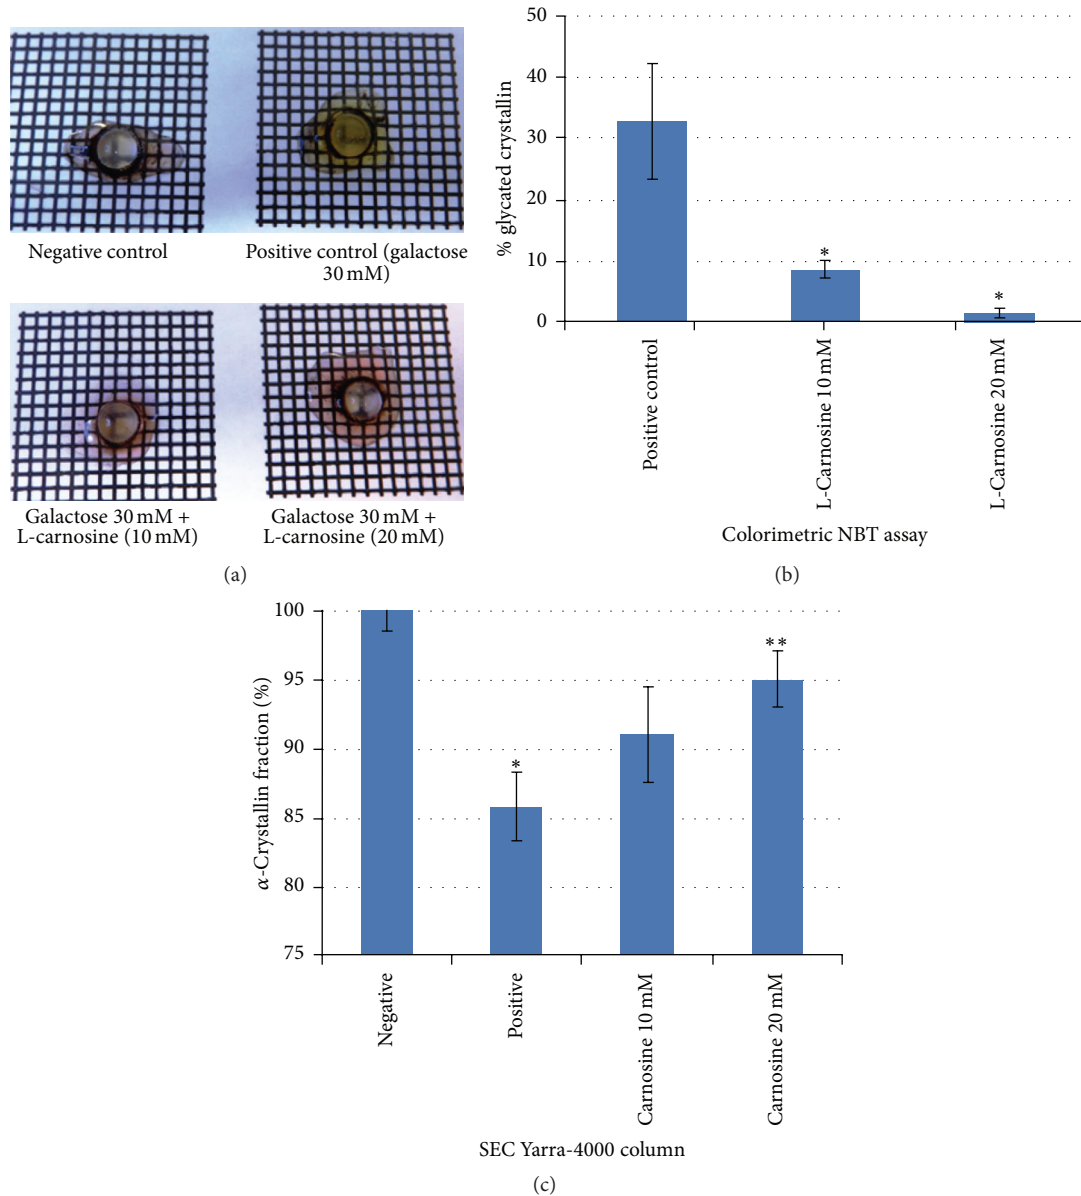 Negative control
Positive control (galactose
30 mM)
Galactose 30 mM +
L-carnosine (10 mM)
Galactose 30 mM +
L-carnosine (20 mM)
(a)
% glycated crystallin
50
40
30
20
10
0
*
*
Positive control
L-Carnosine 10 mM
L-Carnosine 20 mM
Colorimetric NBT assay
(b)
α-Crystallin fraction (%)
100
95
90
85
80
75
*
**
Negative
Positive
Carnosine 10 mM
Carnosine 20 mM
SEC Yarra-4000 column
(c)